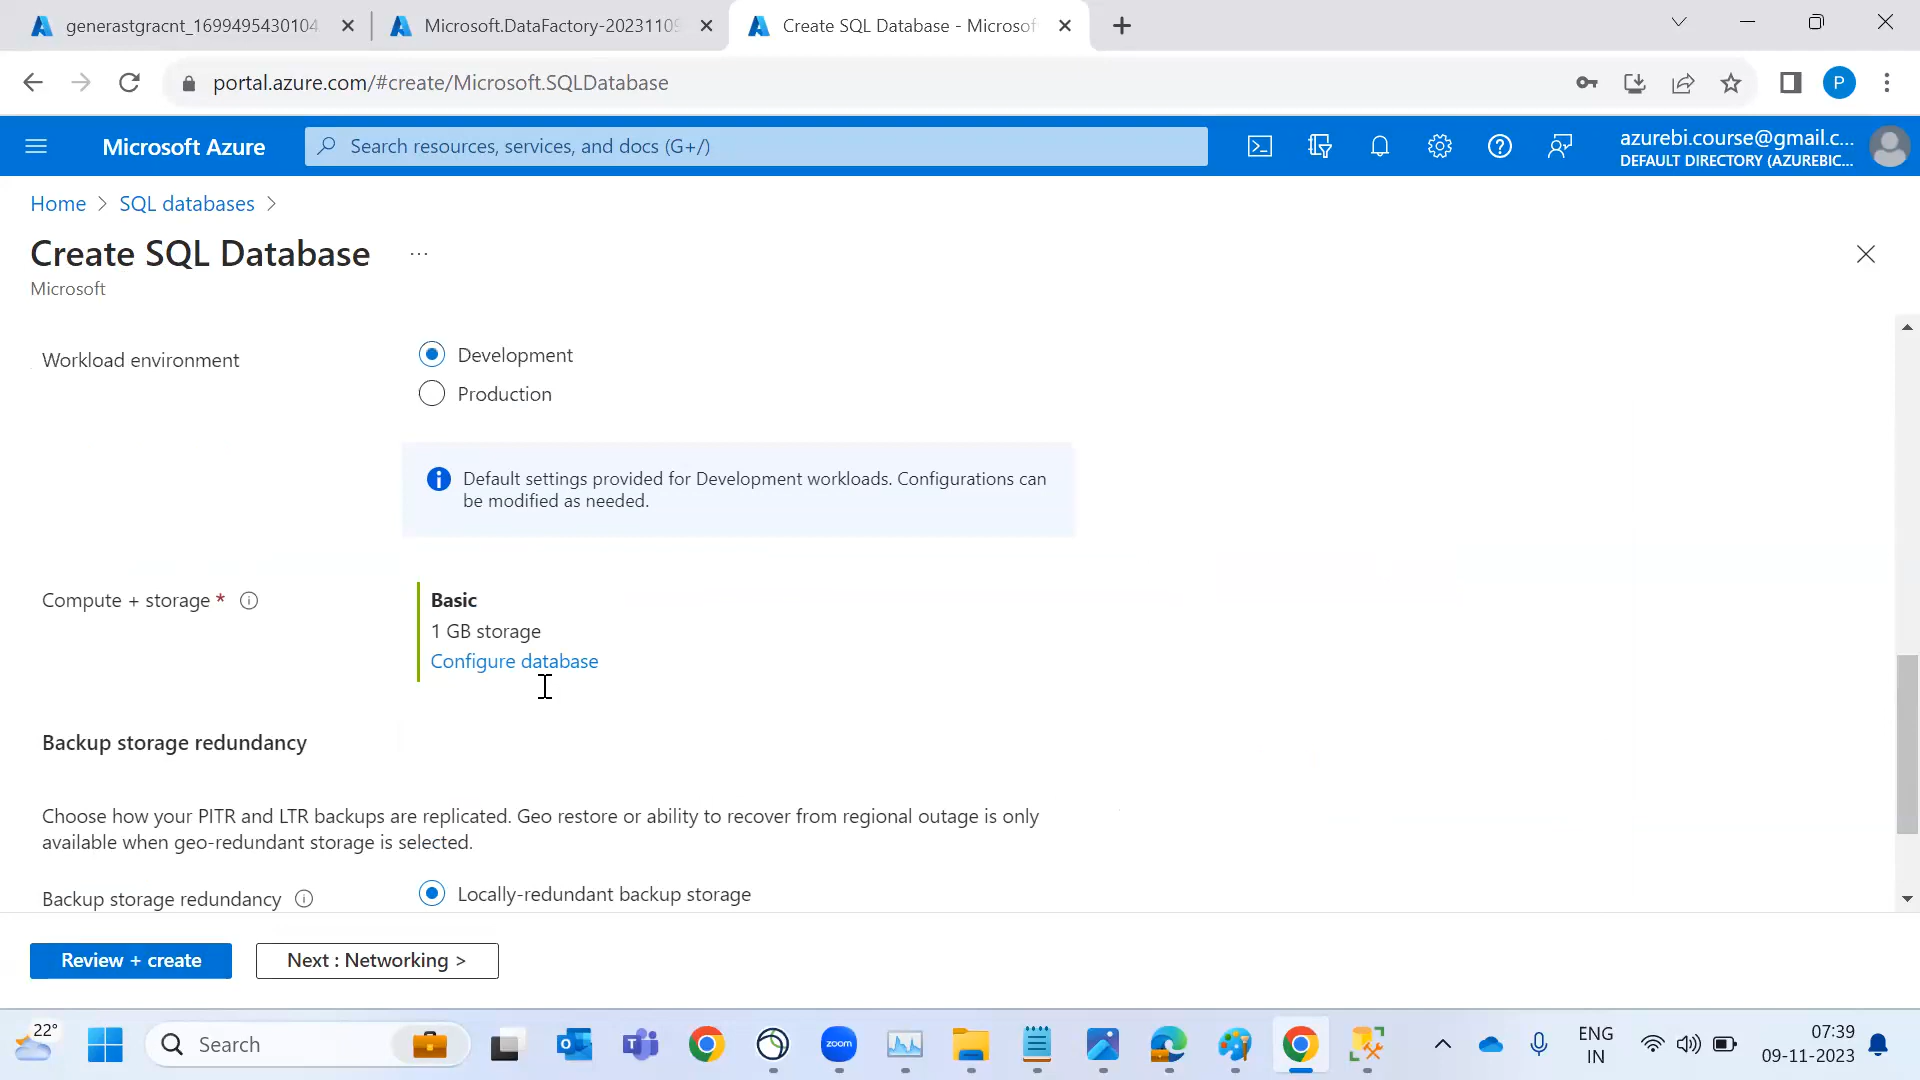 generastgracnt_1699495430104
Microsoft.DataFactory-20231109
Create SQL Database - Microsof
portal.azure.com/#create/Microsoft.SQLDatabase
P
Microsoft Azure
Search resources, services, and docs (G+/)
azurebi.course@gmail.c...
DEFAULT DIRECTORY (AZUREBIC...
Home > SQL databases >
Create SQL Database ...
Microsoft
Workload environment
Development
Production
Default settings provided for Development workloads. Configurations can
be modified as needed.
Compute + storage *
Basic
1 GB storage
Configure database
Backup storage redundancy
Choose how your PITR and LTR backups are replicated. Geo restore or ability to recover from regional outage is only
available when geo-redundant storage is selected.
Backup storage redundancy
Locally-redundant backup storage
Review + create
Next : Networking >
22°
Search
zoom
ENG
IN
07:39
09-11-2023